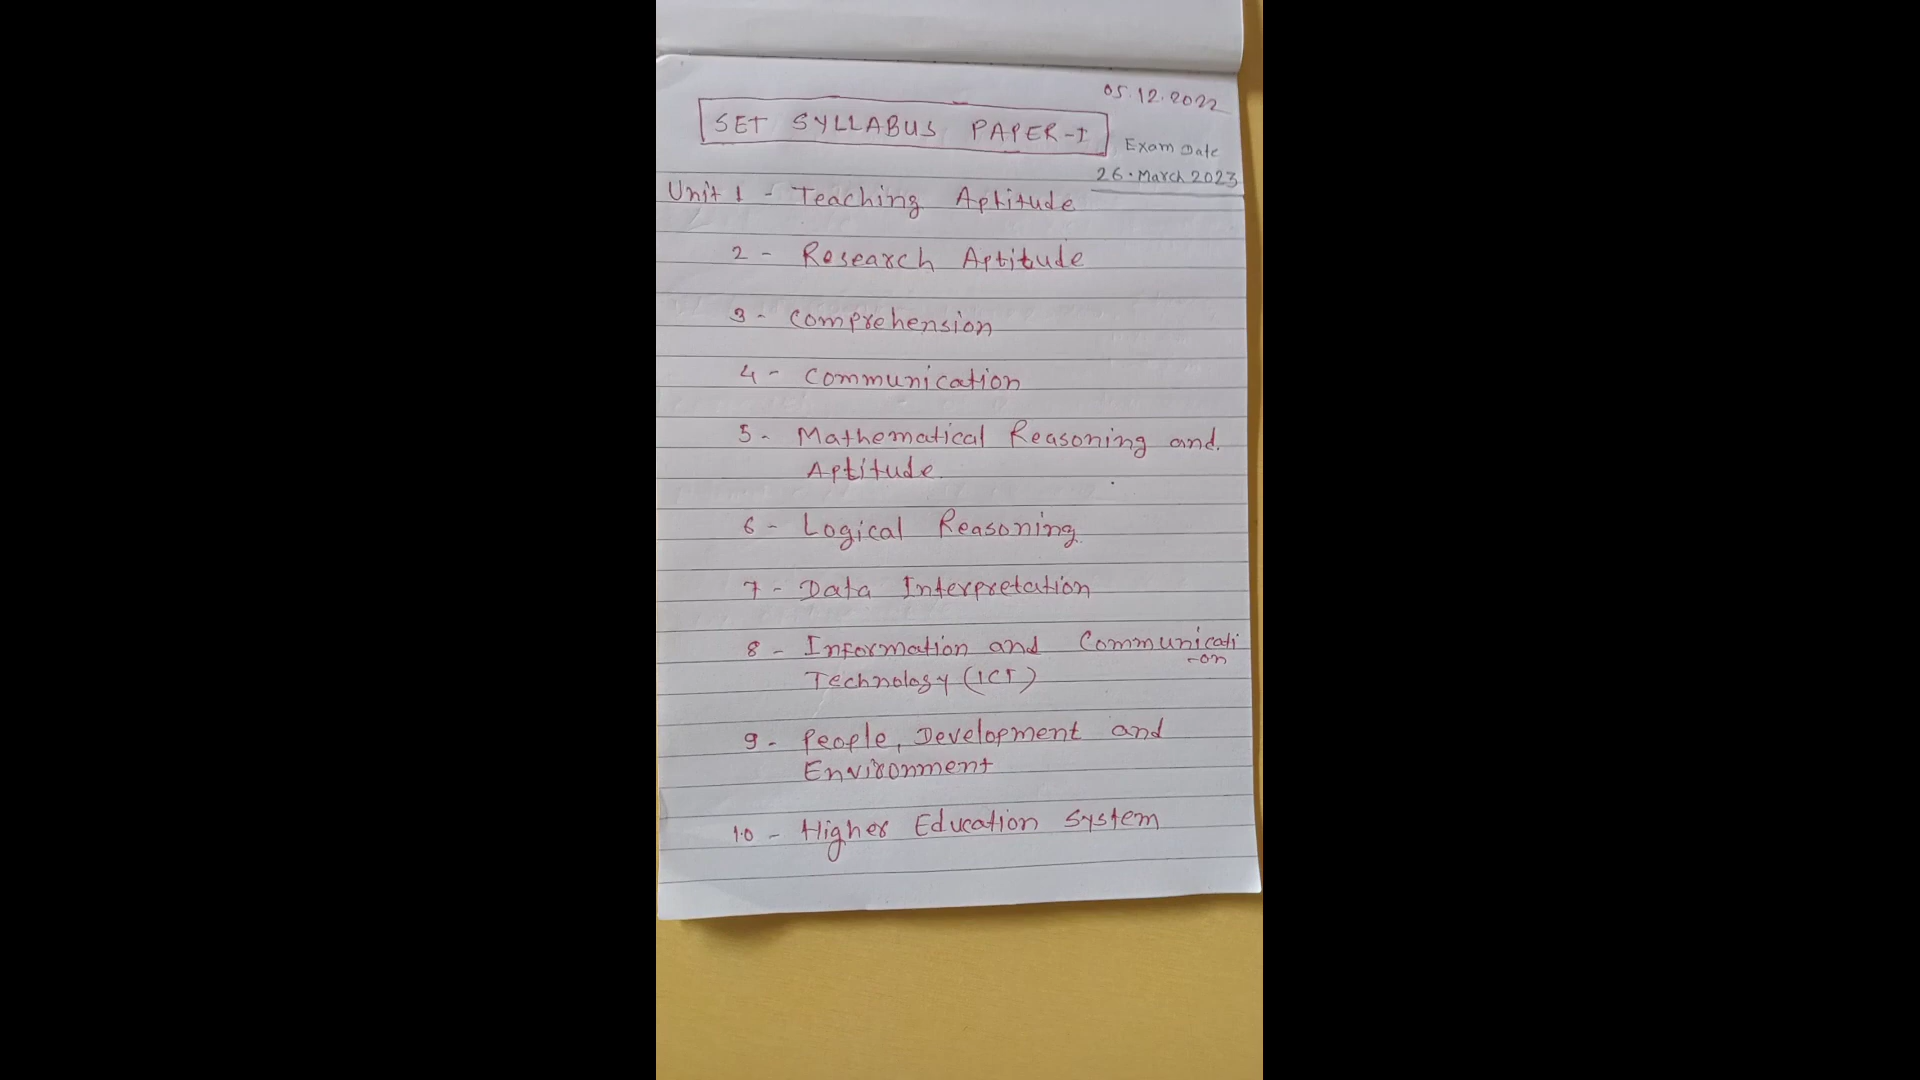 05.12.2022
SET SYLLABUS PAPER-I
Exam Date
26.March 2023
Unit 1 - Teaching Aptitude
2 - Research Aptitude
3 - Comprehension
4 - Communication
5 - Mathematical Reasoning and
Aptitude
6 - Logical Reasoning
7 - Data Interpretation
8 - Information and Communicati
-on
Technology (ICT)
9 - People, Development and
Environment
10 - Higher Education System